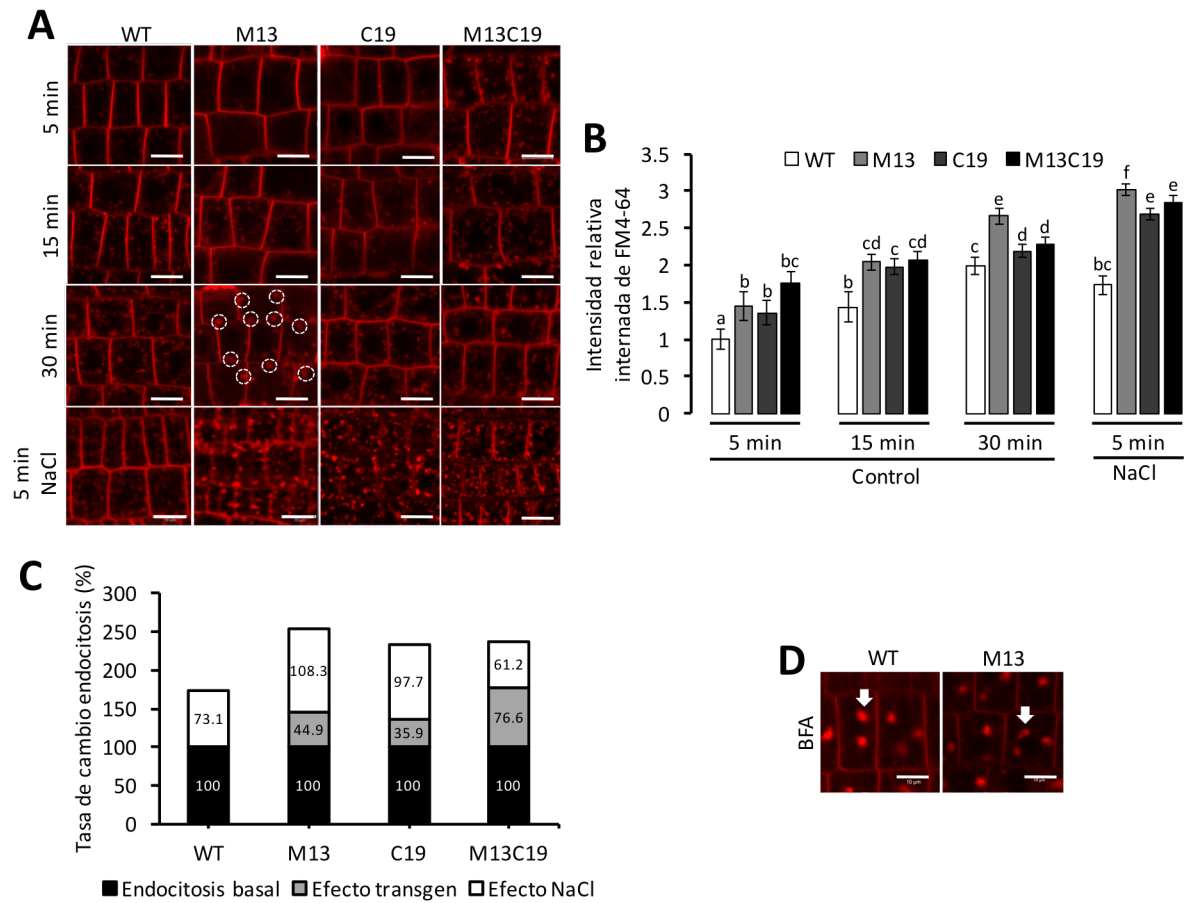 A
WT M13 C19 M13C19
5 min
15 min
30 min
5 min
NaCl
B
WT M13 C19 M13C19
Intensidad relativa
internada de FM4-64
3.5
3
2.5
2
1.5
1
0.5
0
a b b bc
b cd c cd
c e d d
bc f e e
5 min 15 min 30 min 5 min
Control NaCl
C
Tasa de cambio endocitosis (%)
300
250
200
150
100
50
0
73.1 108.3 97.7 61.2
44.9 35.9 76.6
100 100 100 100
WT M13 C19 M13C19
Endocitosis basal Efecto transgen Efecto NaCl
D
WT M13
BFA
10 µm 10 µm